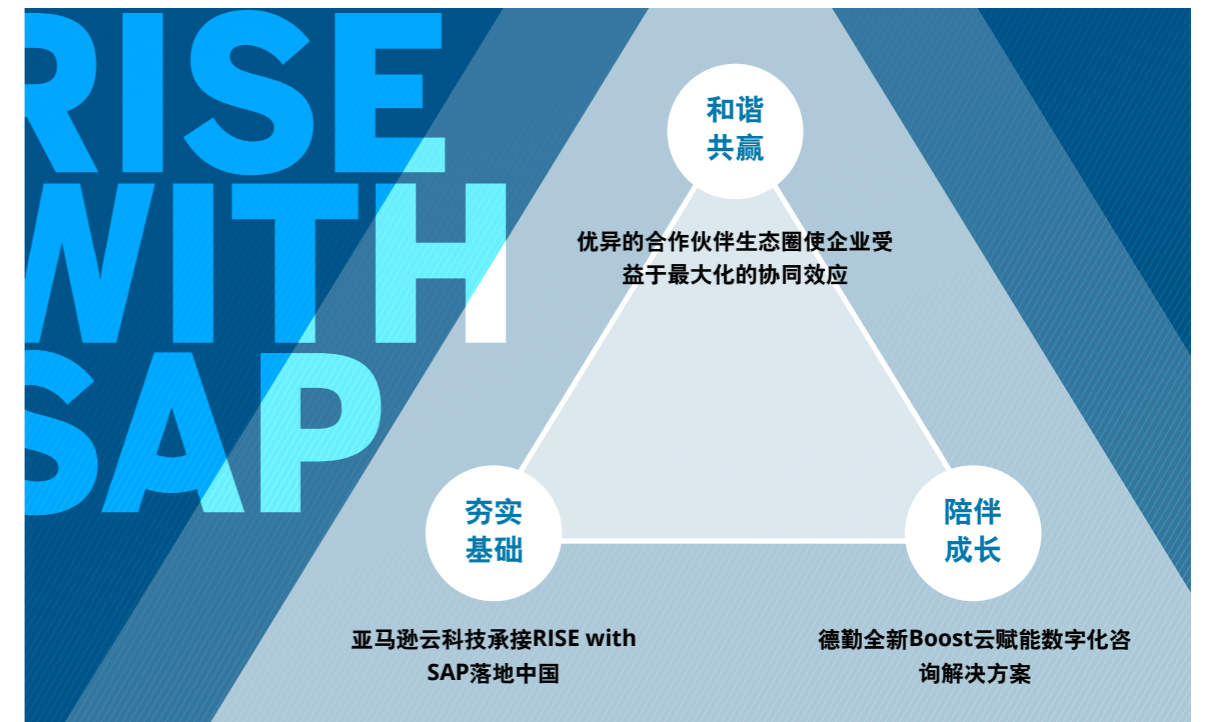 RISE
WITH
SAP
和谐
共赢
优异的合作伙伴生态圈使企业受
益于最大化的协同效应
夯实
基础
亚马逊云科技承接RISE with
SAP落地中国
陪伴
成长
德勤全新Boost云赋能数字化咨
询解决方案